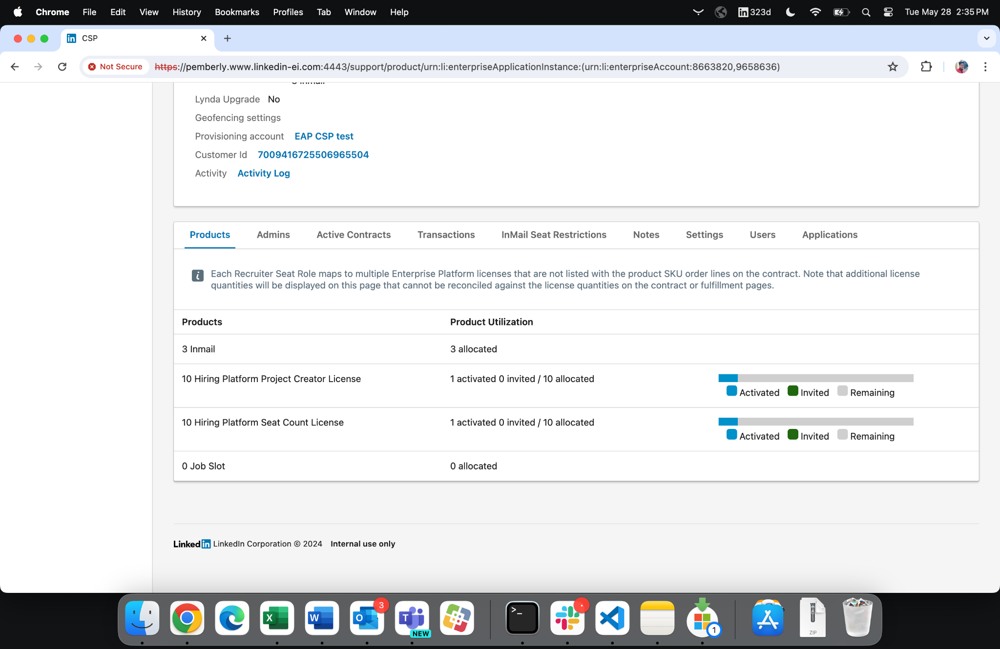 Chrome File Edit View History Bookmarks Profiles Tab Window Help in 323d Tue May 28 2:35 PM
in CSP
Not Secure https://pemberly.www.linkedin-ei.com:4443/support/product/urn:li:enterpriseApplicationInstance:(urn:li:enterpriseAccount:8663820,9658636)
Lynda Upgrade No
Geofencing settings
Provisioning account EAP CSP test
Customer Id 7009416725506965504
Activity Activity Log
Products Admins Active Contracts Transactions InMail Seat Restrictions Notes Settings Users Applications
Each Recruiter Seat Role maps to multiple Enterprise Platform licenses that are not listed with the product SKU order lines on the contract. Note that additional license
quantities will be displayed on this page that cannot be reconciled against the license quantities on the contract or fulfillment pages.
Products Product Utilization
3 Inmail 3 allocated
10 Hiring Platform Project Creator License 1 activated 0 invited / 10 allocated
Activated Invited Remaining
10 Hiring Platform Seat Count License 1 activated 0 invited / 10 allocated
Activated Invited Remaining
0 Job Slot 0 allocated
Linked in LinkedIn Corporation © 2024 Internal use only
X W O 3 T NEW >_ 1 ZIP